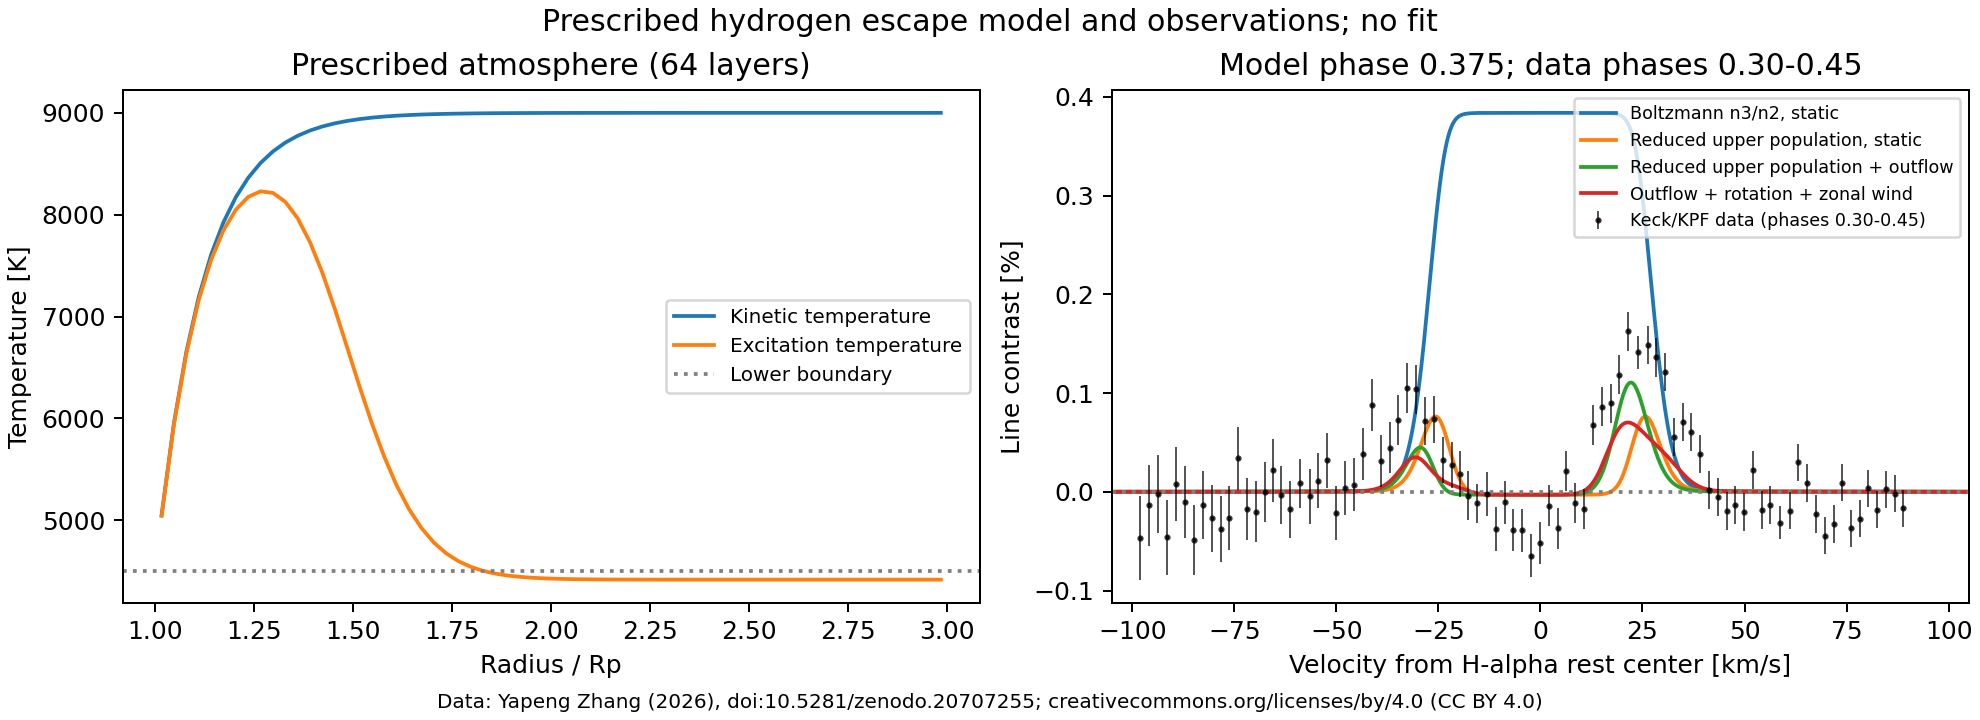 Prescribed hydrogen escape model and observations; no fit
Prescribed atmosphere (64 layers)
Temperature [K]
9000
8000
7000
6000
5000
Kinetic temperature
Excitation temperature
Lower boundary
1.00 1.25 1.50 1.75 2.00 2.25 2.50 2.75 3.00
Radius / Rp
Model phase 0.375; data phases 0.30-0.45
Line contrast [%]
0.4
0.3
0.2
0.1
0.0
−0.1
Boltzmann n3/n2, static
Reduced upper population, static
Reduced upper population + outflow
Outflow + rotation + zonal wind
Keck/KPF data (phases 0.30-0.45)
−100 −75 −50 −25 0 25 50 75 100
Velocity from H-alpha rest center [km/s]
Data: Yapeng Zhang (2026), doi:10.5281/zenodo.20707255; creativecommons.org/licenses/by/4.0 (CC BY 4.0)